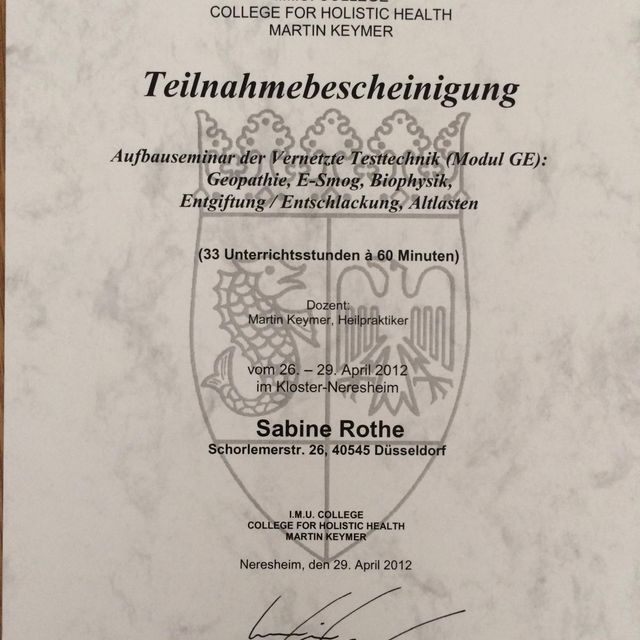 I.M.U. COLLEGE
COLLEGE FOR HOLISTIC HEALTH
MARTIN KEYMER
Teilnahmebescheinigung
Aufbauseminar der Vernetzte Testtechnik (Modul GE):
Geopathie, E-Smog, Biophysik,
Entgiftung / Entschlackung, Altlasten
(33 Unterrichtsstunden à 60 Minuten)
Dozent:
Martin Keymer, Heilpraktiker
vom 26. – 29. April 2012
im Kloster-Neresheim
Sabine Rothe
Schorlemerstr. 26, 40545 Düsseldorf
I.M.U. COLLEGE
COLLEGE FOR HOLISTIC HEALTH
MARTIN KEYMER
Neresheim, den 29. April 2012